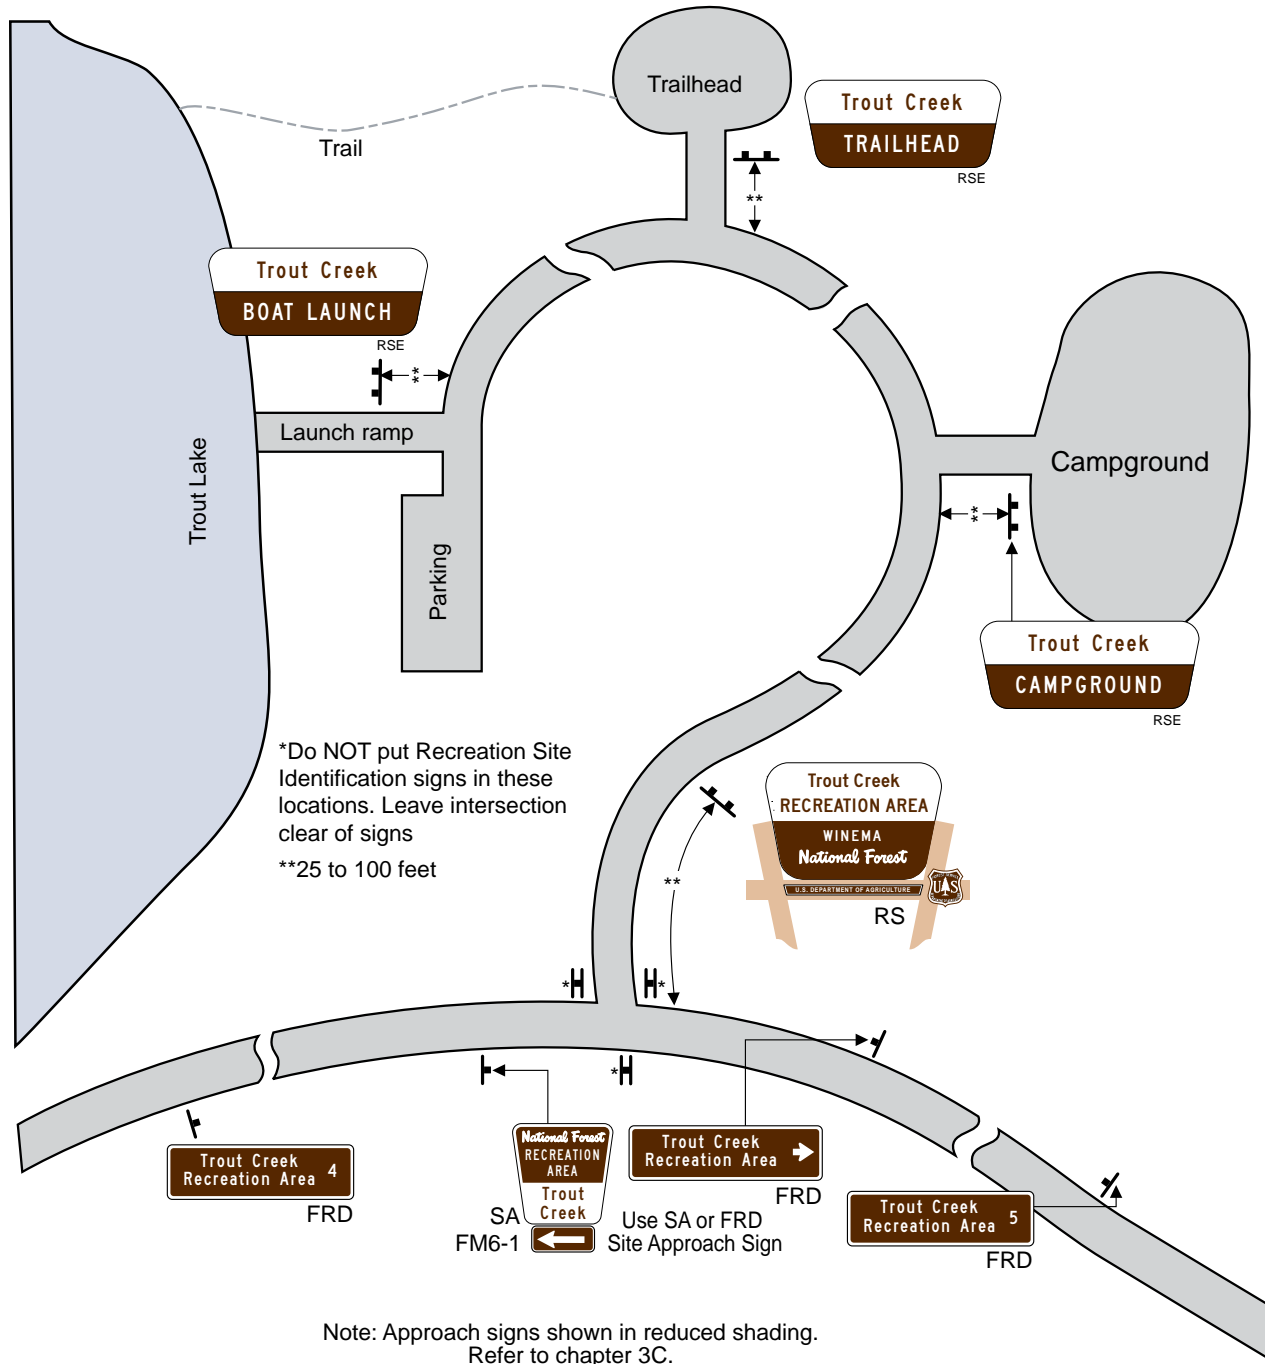 Trailhead
Trout Creek
TRAILHEAD
RSE
Trail
Trout Creek
BOAT LAUNCH
RSE
**
**
Launch ramp
Trout Lake
Parking
Campground
**
Trout Creek
CAMPGROUND
RSE
*Do NOT put Recreation Site
Identification signs in these
locations. Leave intersection
clear of signs
**25 to 100 feet
Trout Creek
RECREATION AREA
WINEMA
National Forest
U.S. DEPARTMENT OF AGRICULTURE
US
RS
**
*
*
*
Trout Creek
Recreation Area 4
FRD
National Forest
RECREATION
AREA
Trout
Creek
SA
FM6-1
Trout Creek
Recreation Area
FRD
Use SA or FRD
Site Approach Sign
Trout Creek
Recreation Area 5
FRD
Note: Approach signs shown in reduced shading.
Refer to chapter 3C.